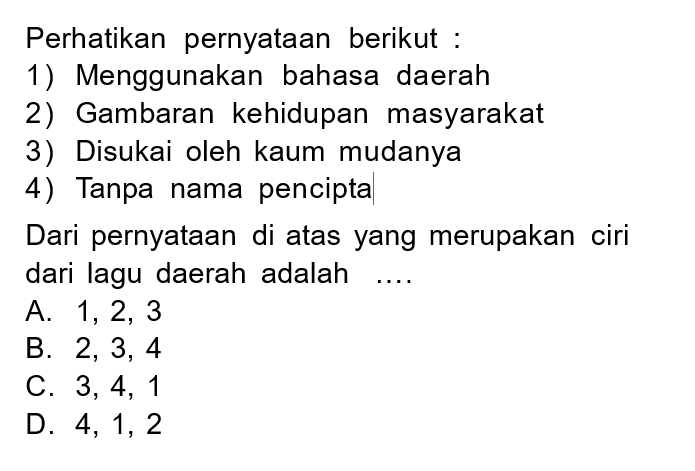 Perhatikan pernyataan berikut :
1) Menggunakan bahasa daerah
2) Gambaran kehidupan masyarakat
3) Disukai oleh kaum mudanya
4) Tanpa nama pencipta
Dari pernyataan di atas yang merupakan ciri
dari lagu daerah adalah ....
A. 1, 2, 3
B. 2, 3, 4
C. 3, 4, 1
D. 4, 1, 2